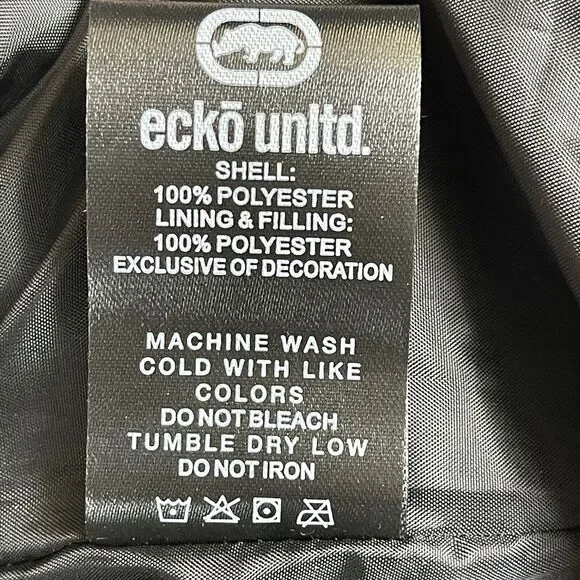 eckō unltd.
SHELL:
100% POLYESTER
LINING & FILLING:
100% POLYESTER
EXCLUSIVE OF DECORATION
MACHINE WASH
COLD WITH LIKE
COLORS
DO NOT BLEACH
TUMBLE DRY LOW
DO NOT IRON